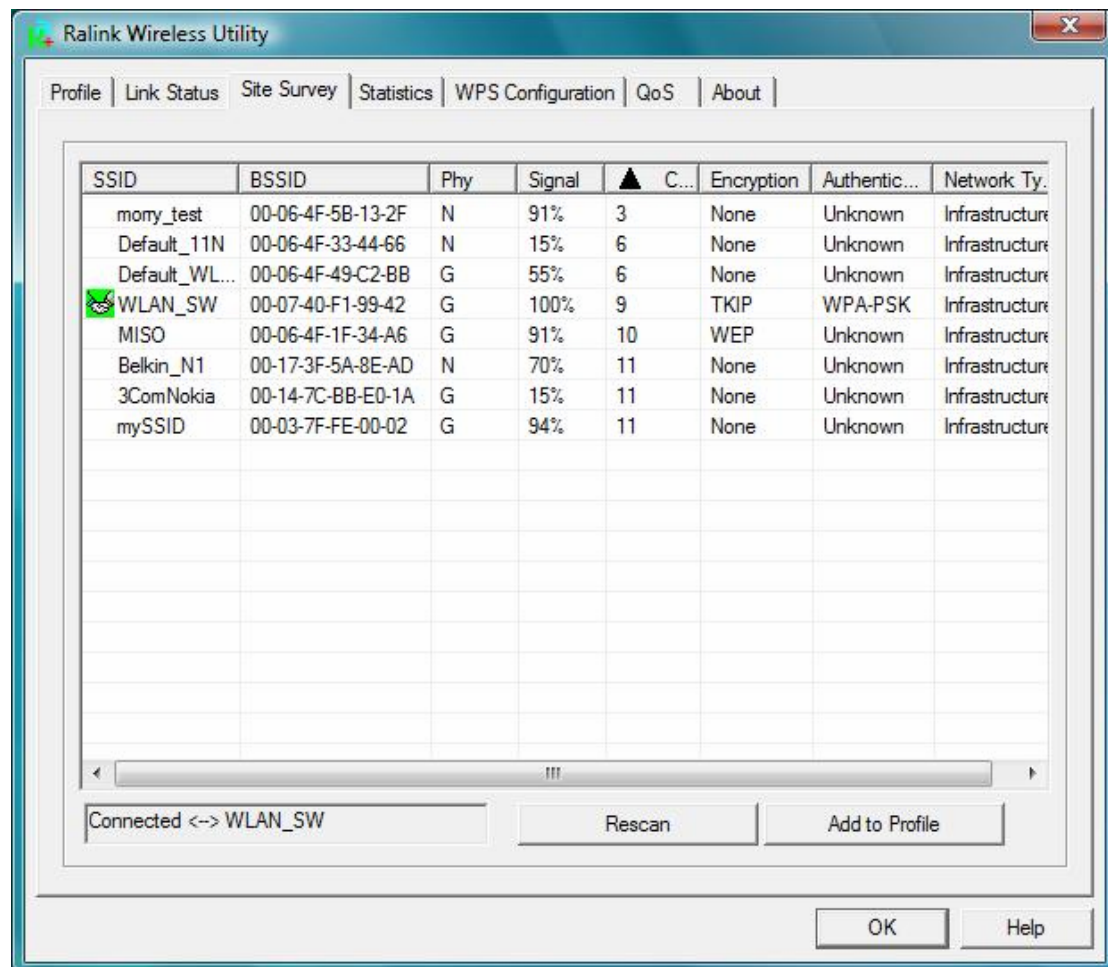 Ralink Wireless Utility
Profile Link Status Site Survey Statistics WPS Configuration QoS About
SSID BSSID Phy Signal ▲ C... Encryption Authentic... Network Ty.
morry_test 00-06-4F-5B-13-2F N 91% 3 None Unknown Infrastructure
Default_11N 00-06-4F-33-44-66 N 15% 6 None Unknown Infrastructure
Default_WL... 00-06-4F-49-C2-BB G 55% 6 None Unknown Infrastructure
WLAN_SW 00-07-40-F1-99-42 G 100% 9 TKIP WPA-PSK Infrastructure
MISO 00-06-4F-1F-34-A6 G 91% 10 WEP Unknown Infrastructure
Belkin_N1 00-17-3F-5A-8E-AD N 70% 11 None Unknown Infrastructure
3ComNokia 00-14-7C-BB-E0-1A G 15% 11 None Unknown Infrastructure
mySSID 00-03-7F-FE-00-02 G 94% 11 None Unknown Infrastructure
Connected <--> WLAN_SW Rescan Add to Profile
OK Help